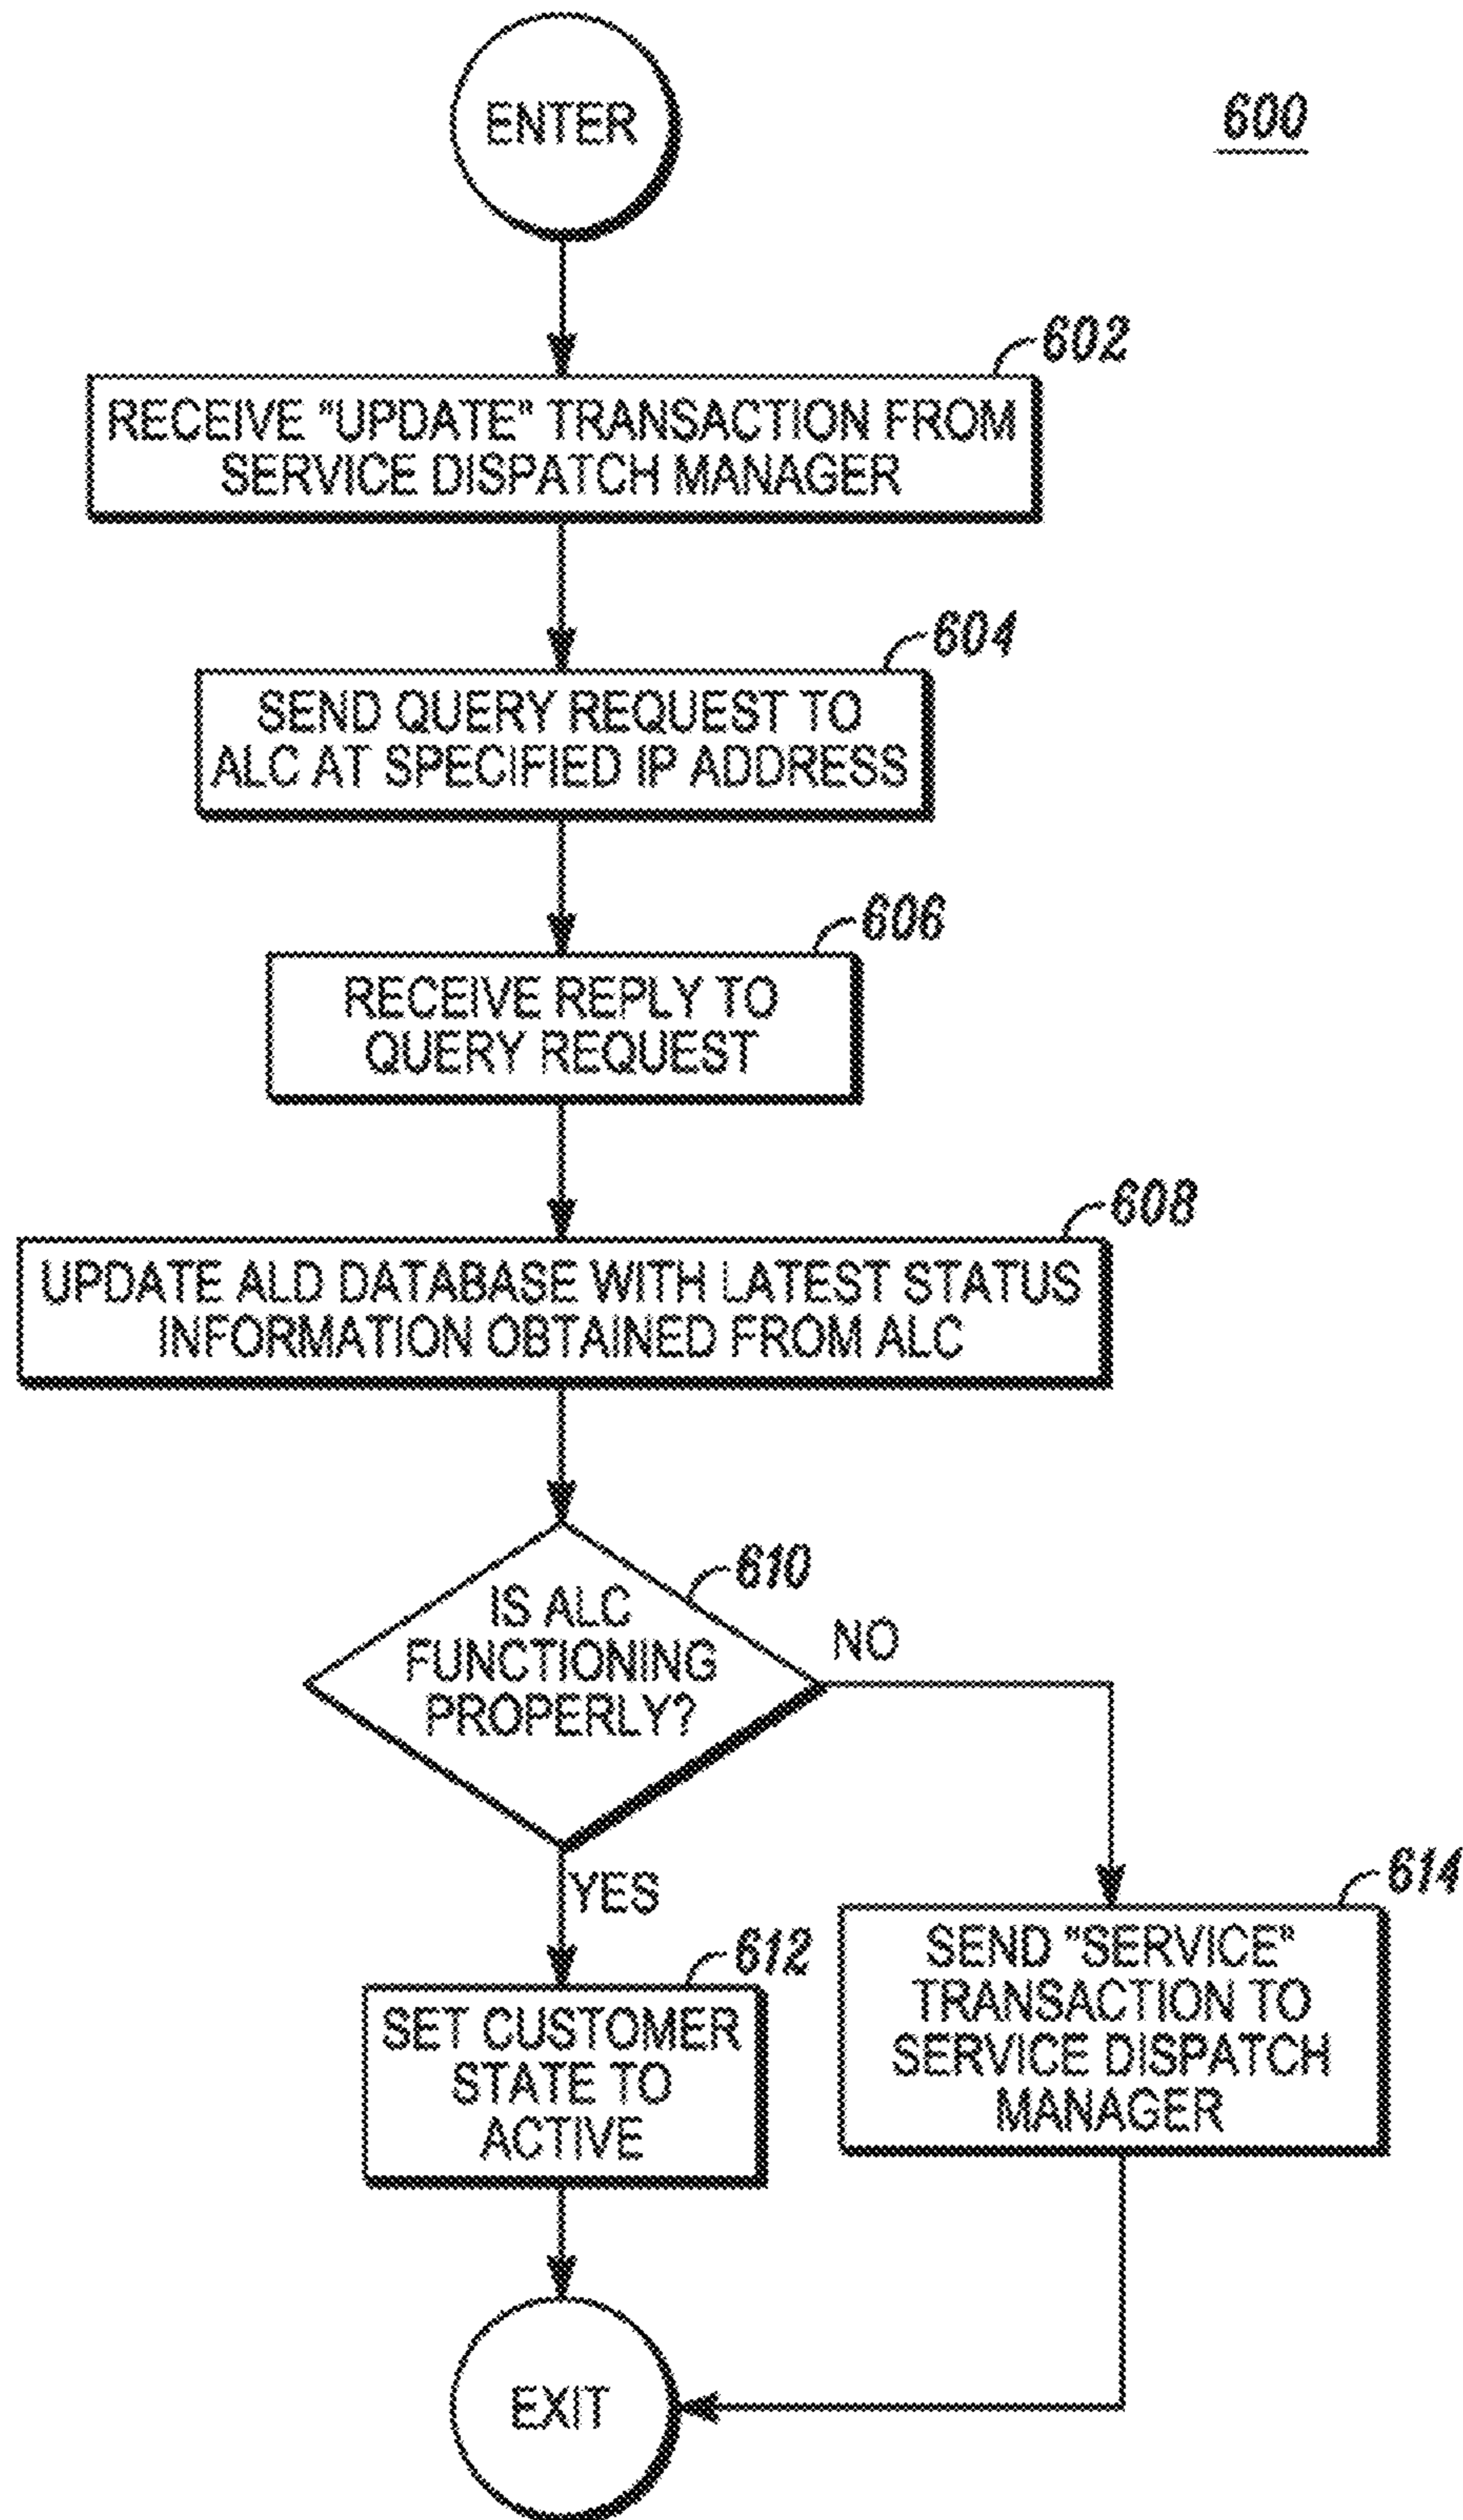 ENTER
600
602
RECEIVE "UPDATE" TRANSACTION FROM
SERVICE DISPATCH MANAGER
604
SEND QUERY REQUEST TO
ALC AT SPECIFIED IP ADDRESS
606
RECEIVE REPLY TO
QUERY REQUEST
608
UPDATE ALD DATABASE WITH LATEST STATUS
INFORMATION OBTAINED FROM ALC
610
IS ALC
FUNCTIONING
PROPERLY?
NO
YES
612
SET CUSTOMER
STATE TO
ACTIVE
614
SEND "SERVICE"
TRANSACTION TO
SERVICE DISPATCH
MANAGER
EXIT